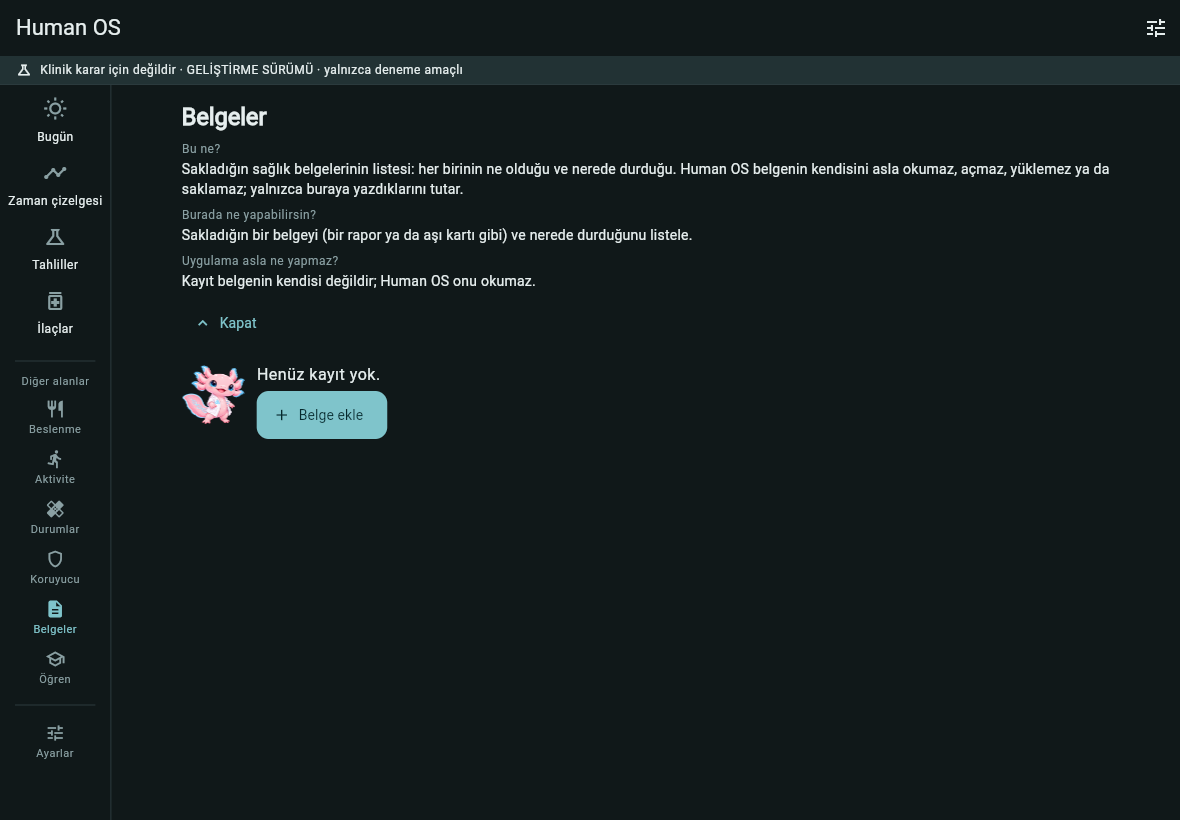 Human OS
Klinik karar için değildir · GELİŞTİRME SÜRÜMÜ · yalnızca deneme amaçlı
Bugün
Zaman çizelgesi
Tahliller
İlaçlar
Diğer alanlar
Beslenme
Aktivite
Durumlar
Koruyucu
Belgeler
Öğren
Ayarlar
Belgeler
Bu ne?
Sakladığın sağlık belgelerinin listesi: her birinin ne olduğu ve nerede durduğu. Human OS belgenin kendisini asla okumaz, açmaz, yüklemez ya da
saklamaz; yalnızca buraya yazdıklarını tutar.
Burada ne yapabilirsin?
Sakladığın bir belgeyi (bir rapor ya da aşı kartı gibi) ve nerede durduğunu listele.
Uygulama asla ne yapmaz?
Kayıt belgenin kendisi değildir; Human OS onu okumaz.
Kapat
Henüz kayıt yok.
Belge ekle